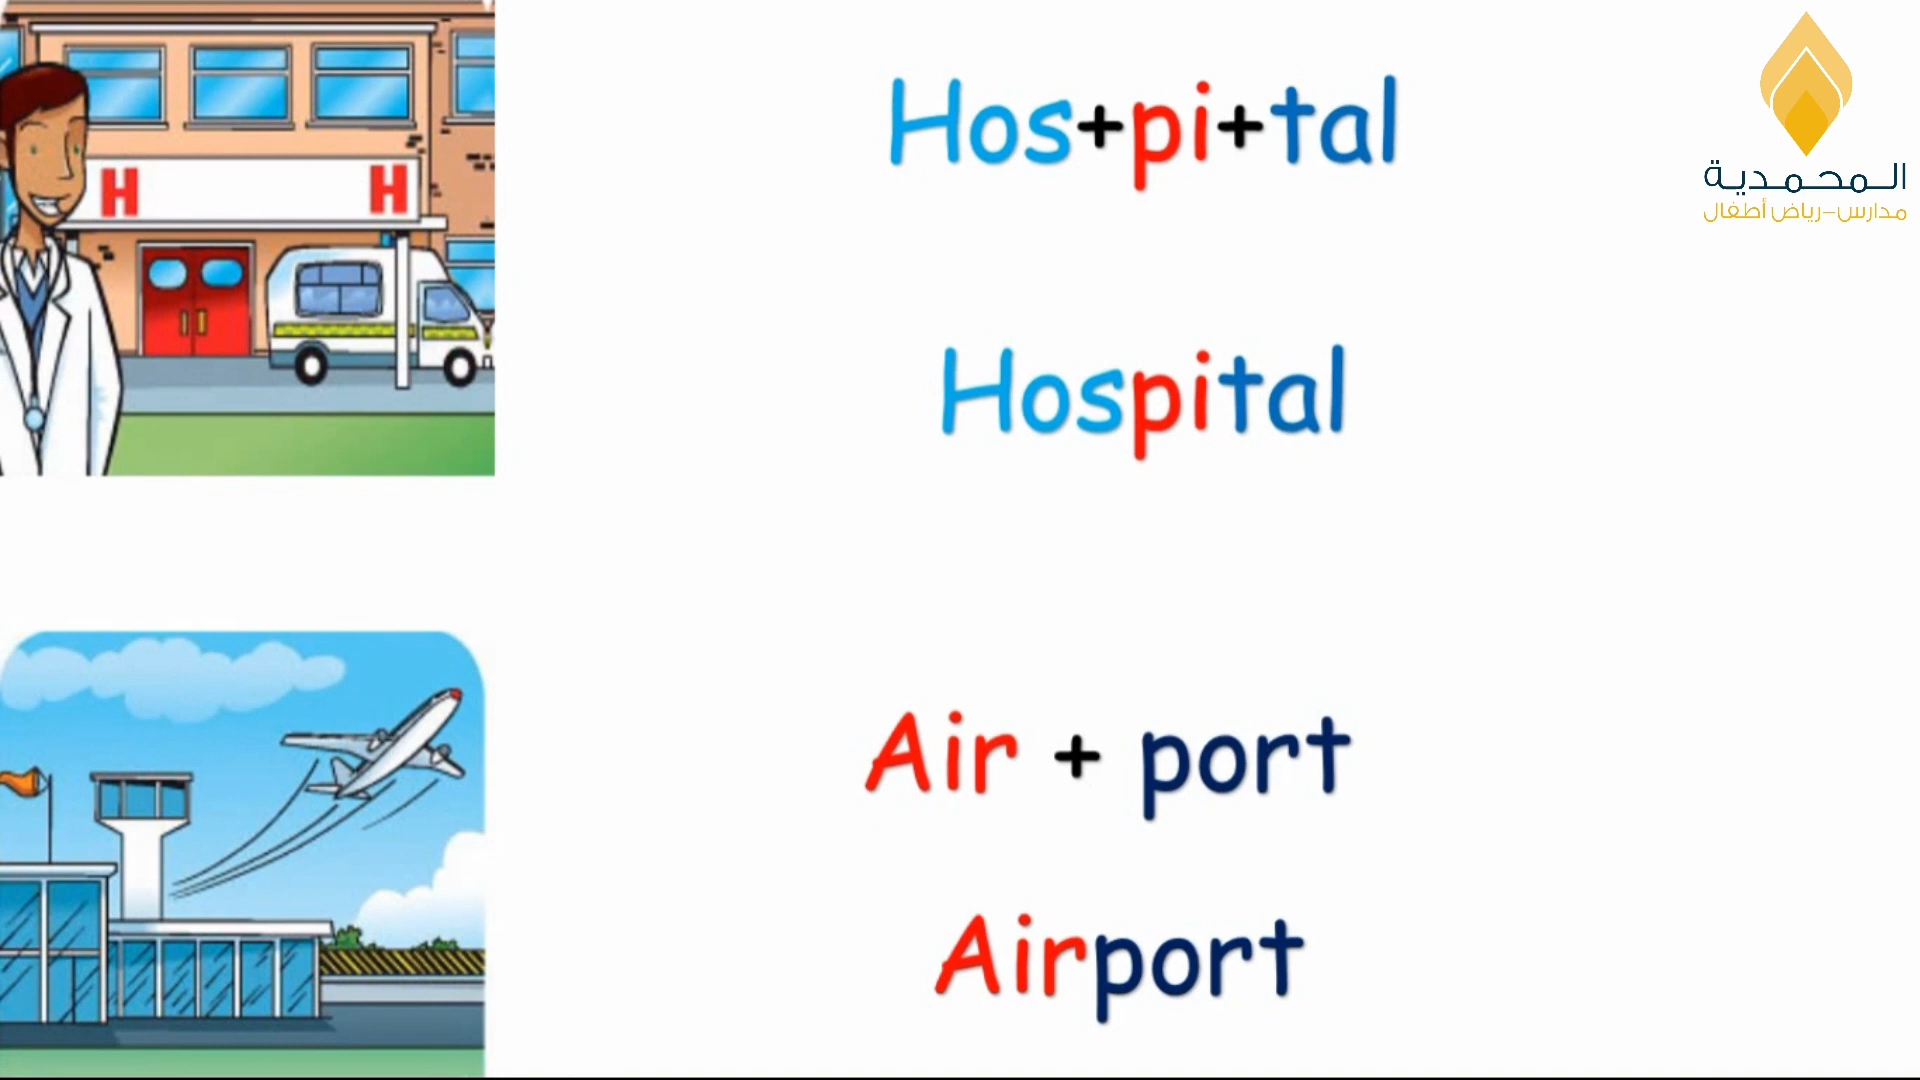 Hos+pi+tal
H H
Hospital
Air + port
Airport
المحمدية
مدارس-رياض أطفال